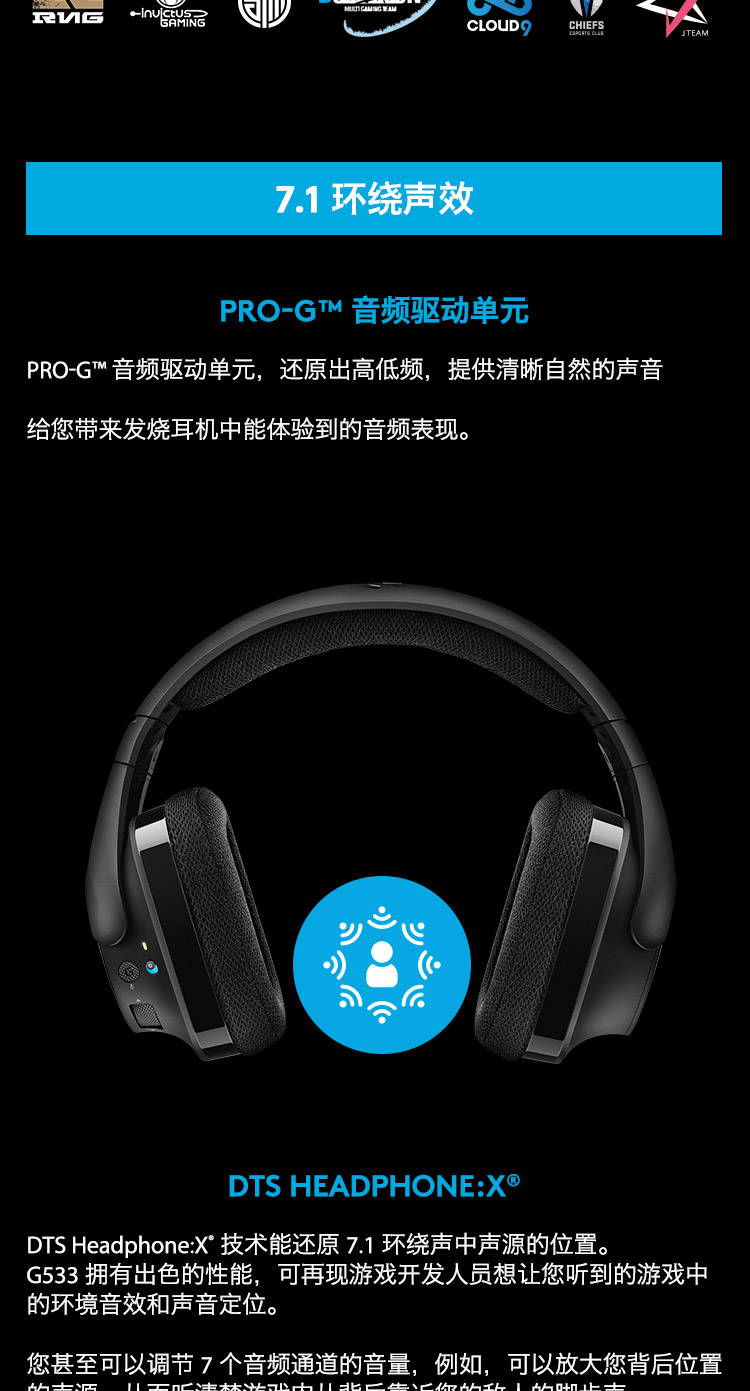 RNG
invictus GAMING
MULTI GAMING TEAM
CLOUD9
CHIEFS
ESPORTS CLUB
JTEAM
7.1 环绕声效
PRO-G™ 音频驱动单元
PRO-G™ 音频驱动单元，还原出高低频，提供清晰自然的声音
给您带来发烧耳机中能体验到的音频表现。
DTS HEADPHONE:X®
DTS Headphone:X® 技术能还原 7.1 环绕声中声源的位置。
G533 拥有出色的性能，可再现游戏开发人员想让您听到的游戏中
的环境音效和声音定位。
您甚至可以调节 7 个音频通道的音量，例如，可以放大您背后位置
的声源，从而听清楚游戏中从背后靠近您的敌人的脚步声